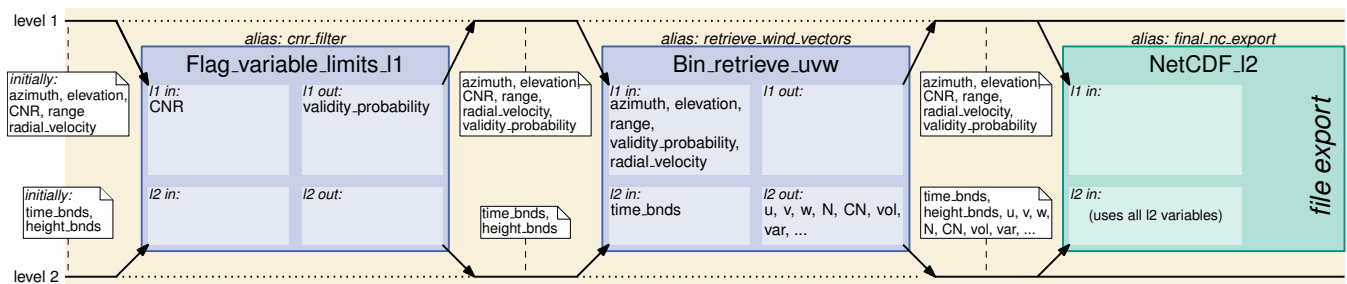 level 1
initially:
azimuth, elevation,
CNR, range
radial_velocity
initially:
time_bnds,
height_bnds
level 2
alias: cnr_filter
Flag_variable_limits_l1
l1 in:
CNR
l1 out:
validity_probability
l2 in:
l2 out:
azimuth, elevation,
CNR, range,
radial_velocity,
validity_probability
time_bnds,
height_bnds
alias: retrieve_wind_vectors
Bin_retrieve_uvw
l1 in:
azimuth, elevation,
range,
validity_probability,
radial_velocity
l1 out:
l2 in:
time_bnds
l2 out:
u, v, w, N, CN, vol,
var, ...
azimuth, elevation,
CNR, range,
radial_velocity,
validity_probability
time_bnds,
height_bnds, u, v, w,
N, CN, vol, var, ...
alias: final_nc_export
NetCDF_l2
l1 in:
l2 in:
(uses all l2 variables)
file export